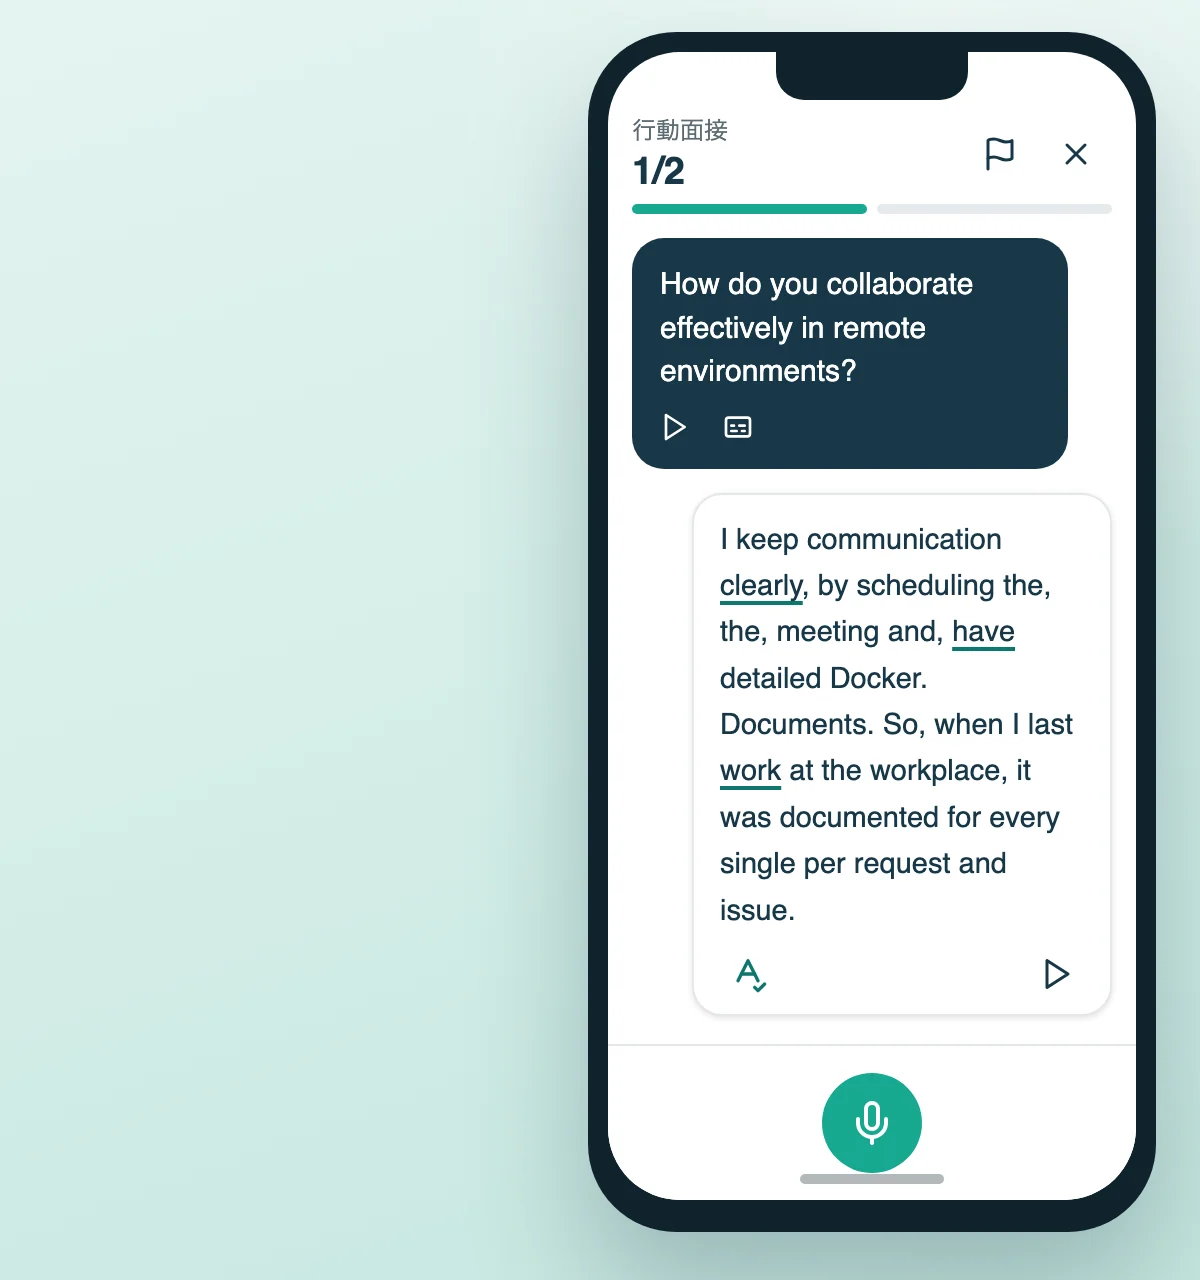 行動面接
1/2
How do you collaborate
effectively in remote
environments?
I keep communication
clearly, by scheduling the,
the, meeting and, have
detailed Docker.
Documents. So, when I last
work at the workplace, it
was documented for every
single per request and
issue.